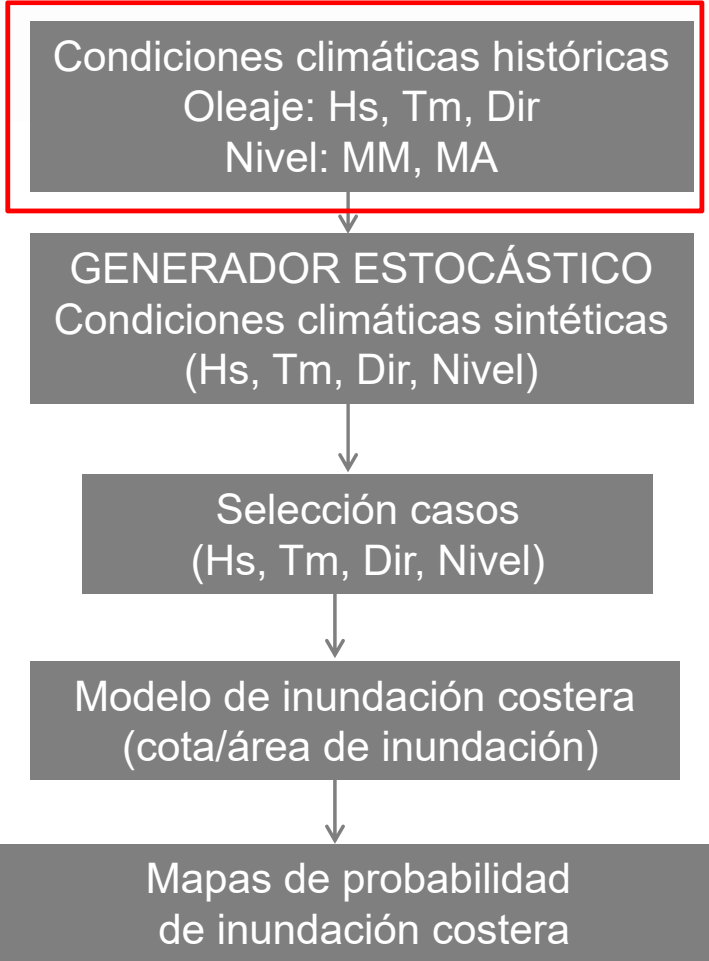 Condiciones climáticas históricas
Oleaje: Hs, Tm, Dir
Nivel: MM, MA
GENERADOR ESTOCÁSTICO
Condiciones climáticas sintéticas
(Hs, Tm, Dir, Nivel)
Selección casos
(Hs, Tm, Dir, Nivel)
Modelo de inundación costera
(cota/área de inundación)
Mapas de probabilidad
de inundación costera